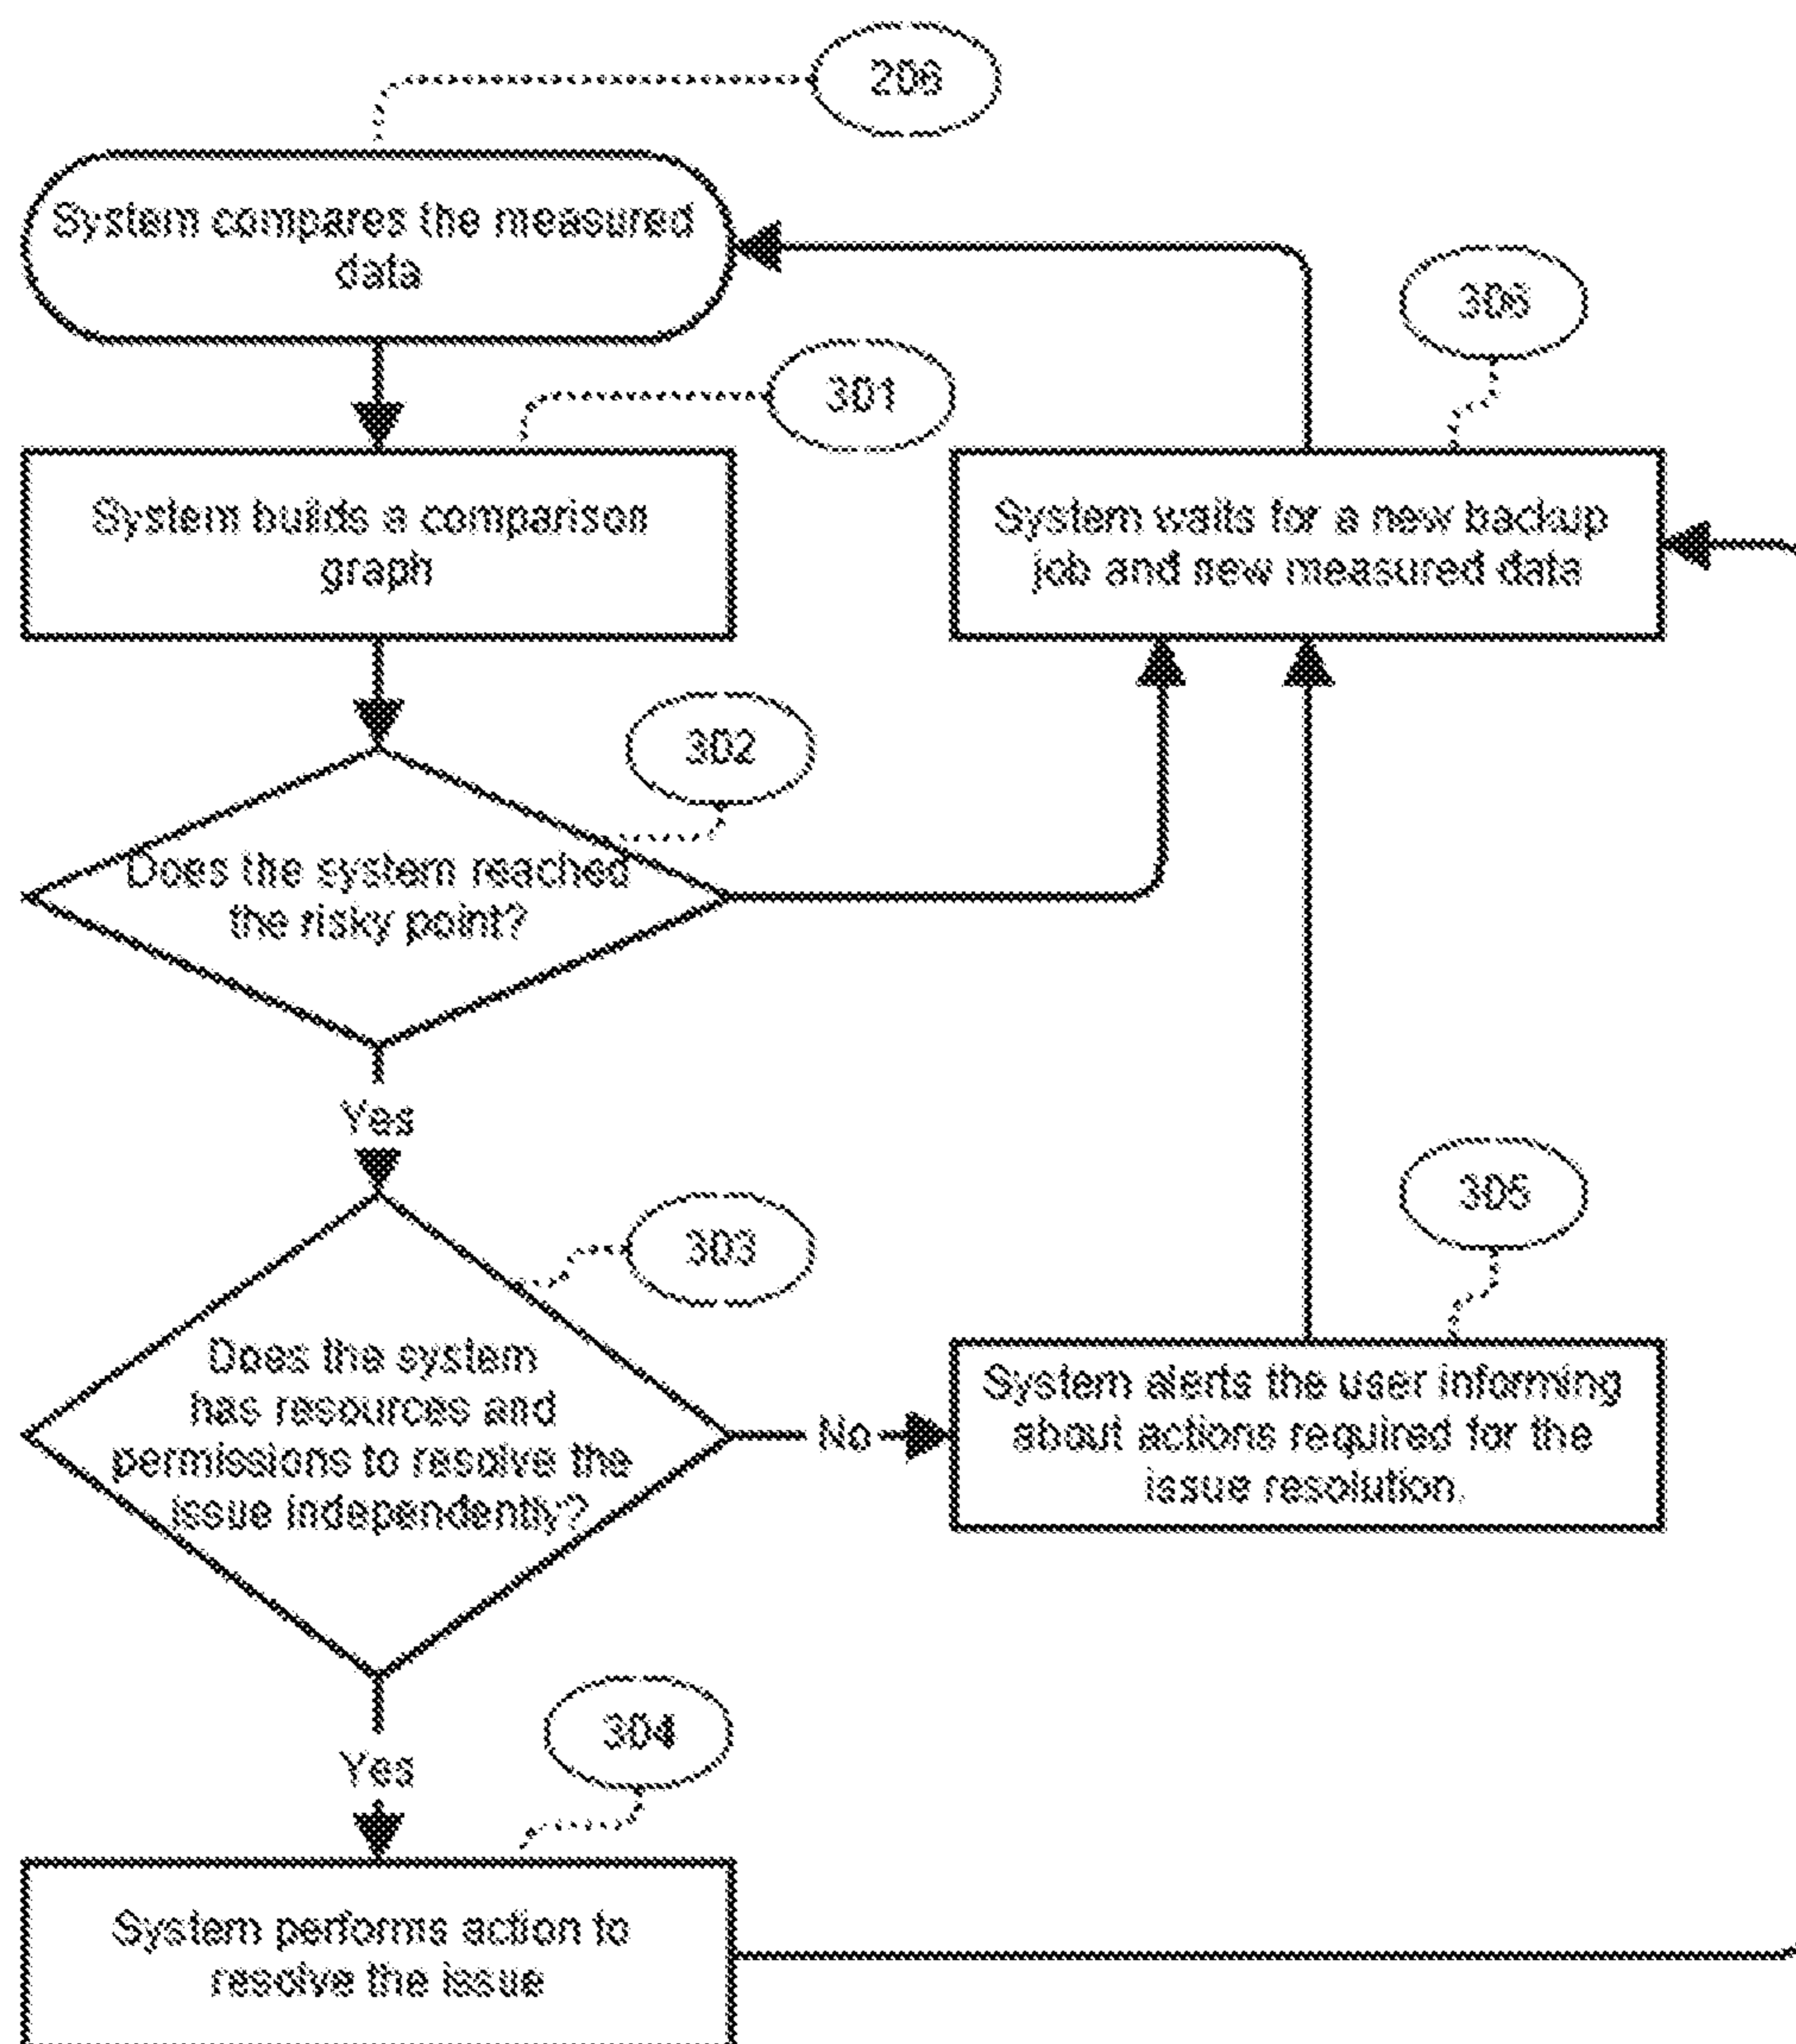 206
System compares the measured
data
306
301
System builds a comparison
graph
System waits for a new backup
job and new measured data
302
Does the system reached
the risky point?
Yes
303
305
Does the system
has resources and
permissions to resolve the
issue independently?
No
System alerts the user informing
about actions required for the
issue resolution.
304
Yes
System performs action to
resolve the issue